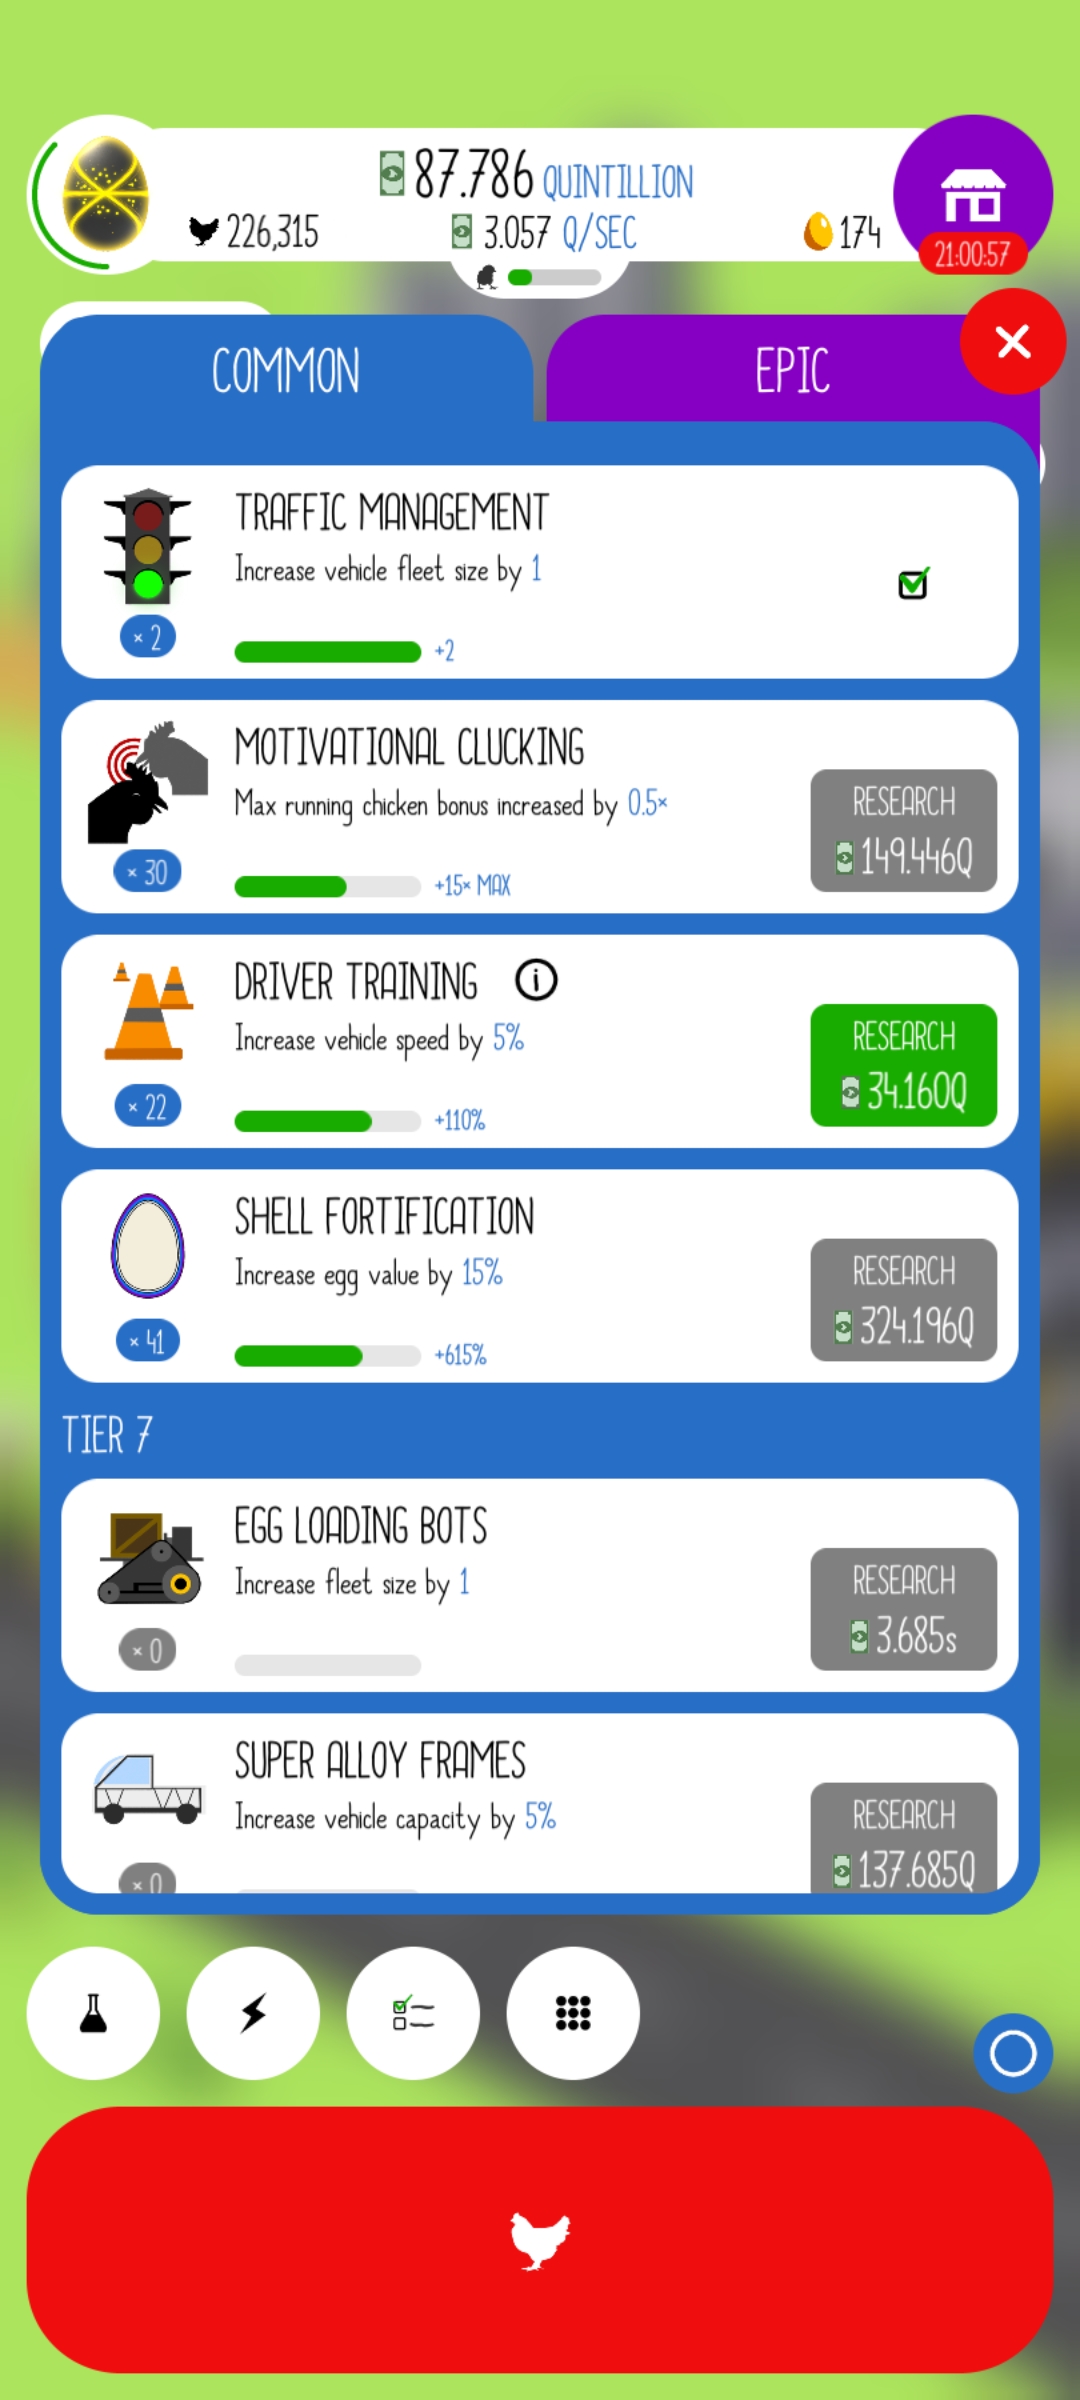 87.786 QUINTILLION
226,315
3.057 Q/SEC
174
21:00:57
COMMON
EPIC
TRAFFIC MANAGEMENT
Increase vehicle fleet size by 1
× 2
+2
MOTIVATIONAL CLUCKING
Max running chicken bonus increased by 0.5×
RESEARCH
149.446Q
× 30
+15× MAX
DRIVER TRAINING
i
Increase vehicle speed by 5%
RESEARCH
34.160Q
× 22
+110%
SHELL FORTIFICATION
Increase egg value by 15%
RESEARCH
324.196Q
× 41
+615%
TIER 7
EGG LOADING BOTS
Increase fleet size by 1
RESEARCH
3.685s
× 0
SUPER ALLOY FRAMES
Increase vehicle capacity by 5%
RESEARCH
137.685Q
× 0